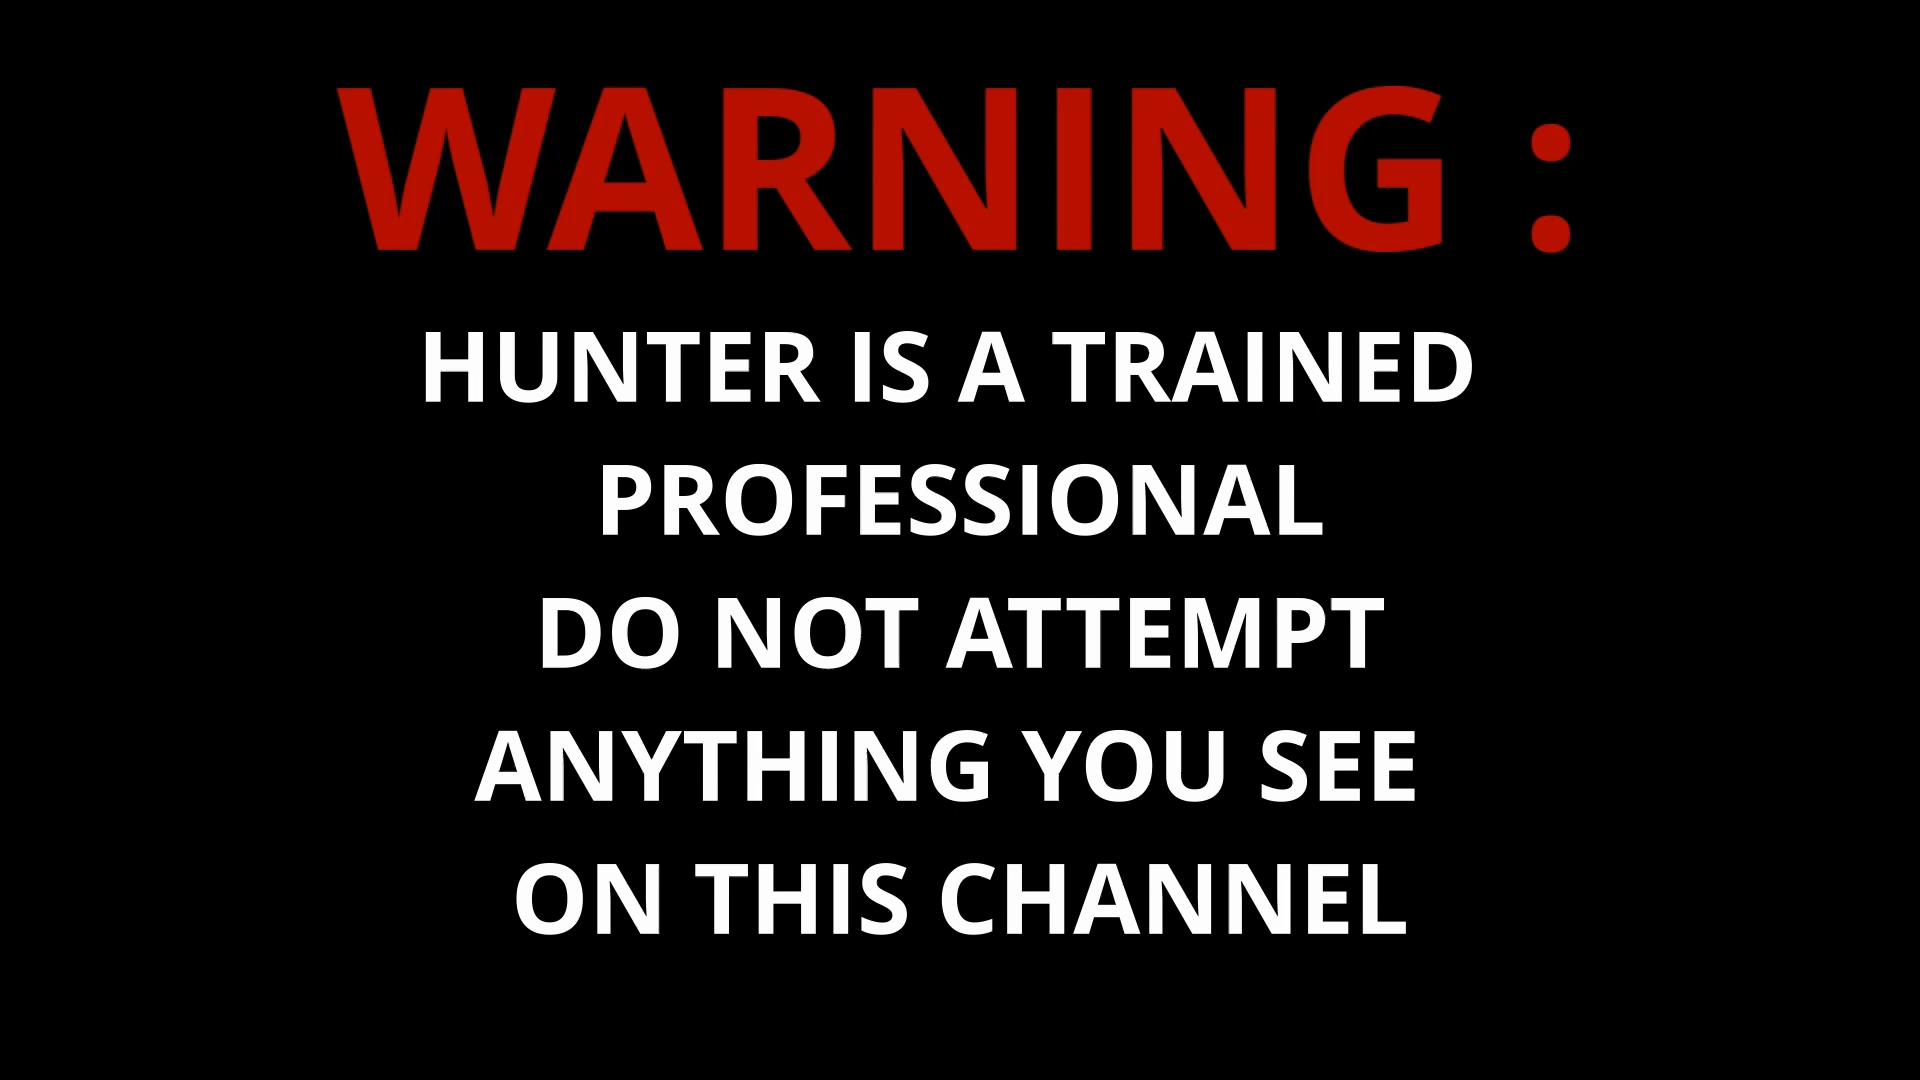 WARNING :
HUNTER IS A TRAINED
PROFESSIONAL
DO NOT ATTEMPT
ANYTHING YOU SEE
ON THIS CHANNEL